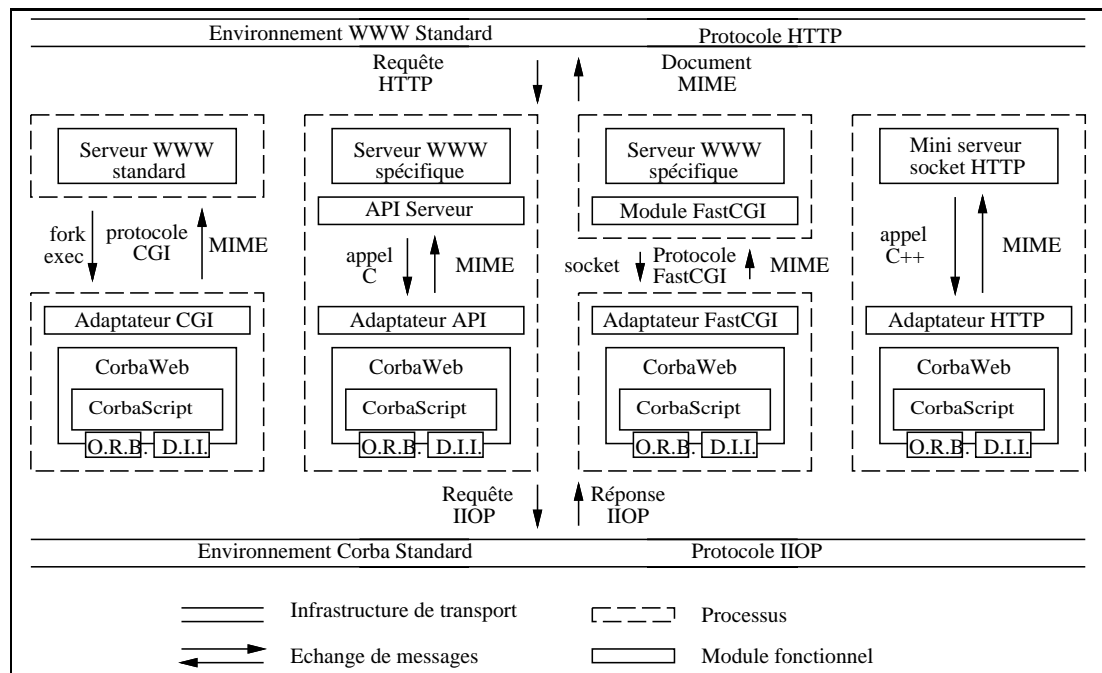 Environnement WWW Standard
Protocole HTTP
Requête
HTTP
Document
MIME
Serveur WWW
standard
fork
exec
protocole
CGI
MIME
Adaptateur CGI
CorbaWeb
CorbaScript
O.R.B.
D.I.I.
Serveur WWW
spécifique
API Serveur
appel
C
MIME
Adaptateur API
CorbaWeb
CorbaScript
O.R.B.
D.I.I.
Serveur WWW
spécifique
Module FastCGI
socket
Protocole
FastCGI
MIME
Adaptateur FastCGI
CorbaWeb
CorbaScript
O.R.B.
D.I.I.
Mini serveur
socket HTTP
appel
C++
MIME
Adaptateur HTTP
CorbaWeb
CorbaScript
O.R.B.
D.I.I.
Requête
IIOP
Réponse
IIOP
Environnement Corba Standard
Protocole IIOP
Infrastructure de transport
Processus
Echange de messages
Module fonctionnel